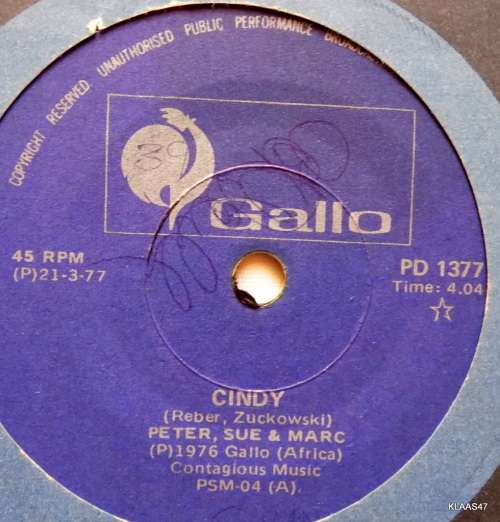 COPYRIGHT RESERVED UNAUTHORISED PUBLIC PERFORMANCE
39
Gallo
45 RPM
(P)21-3-77
PD 1377
Time: 4.04
CINDY
(Reber, Zuckowski)
PETER, SUE & MARC
(P)1976 Gallo (Africa)
Contagious Music
PSM-04 (A).
KLAAS47